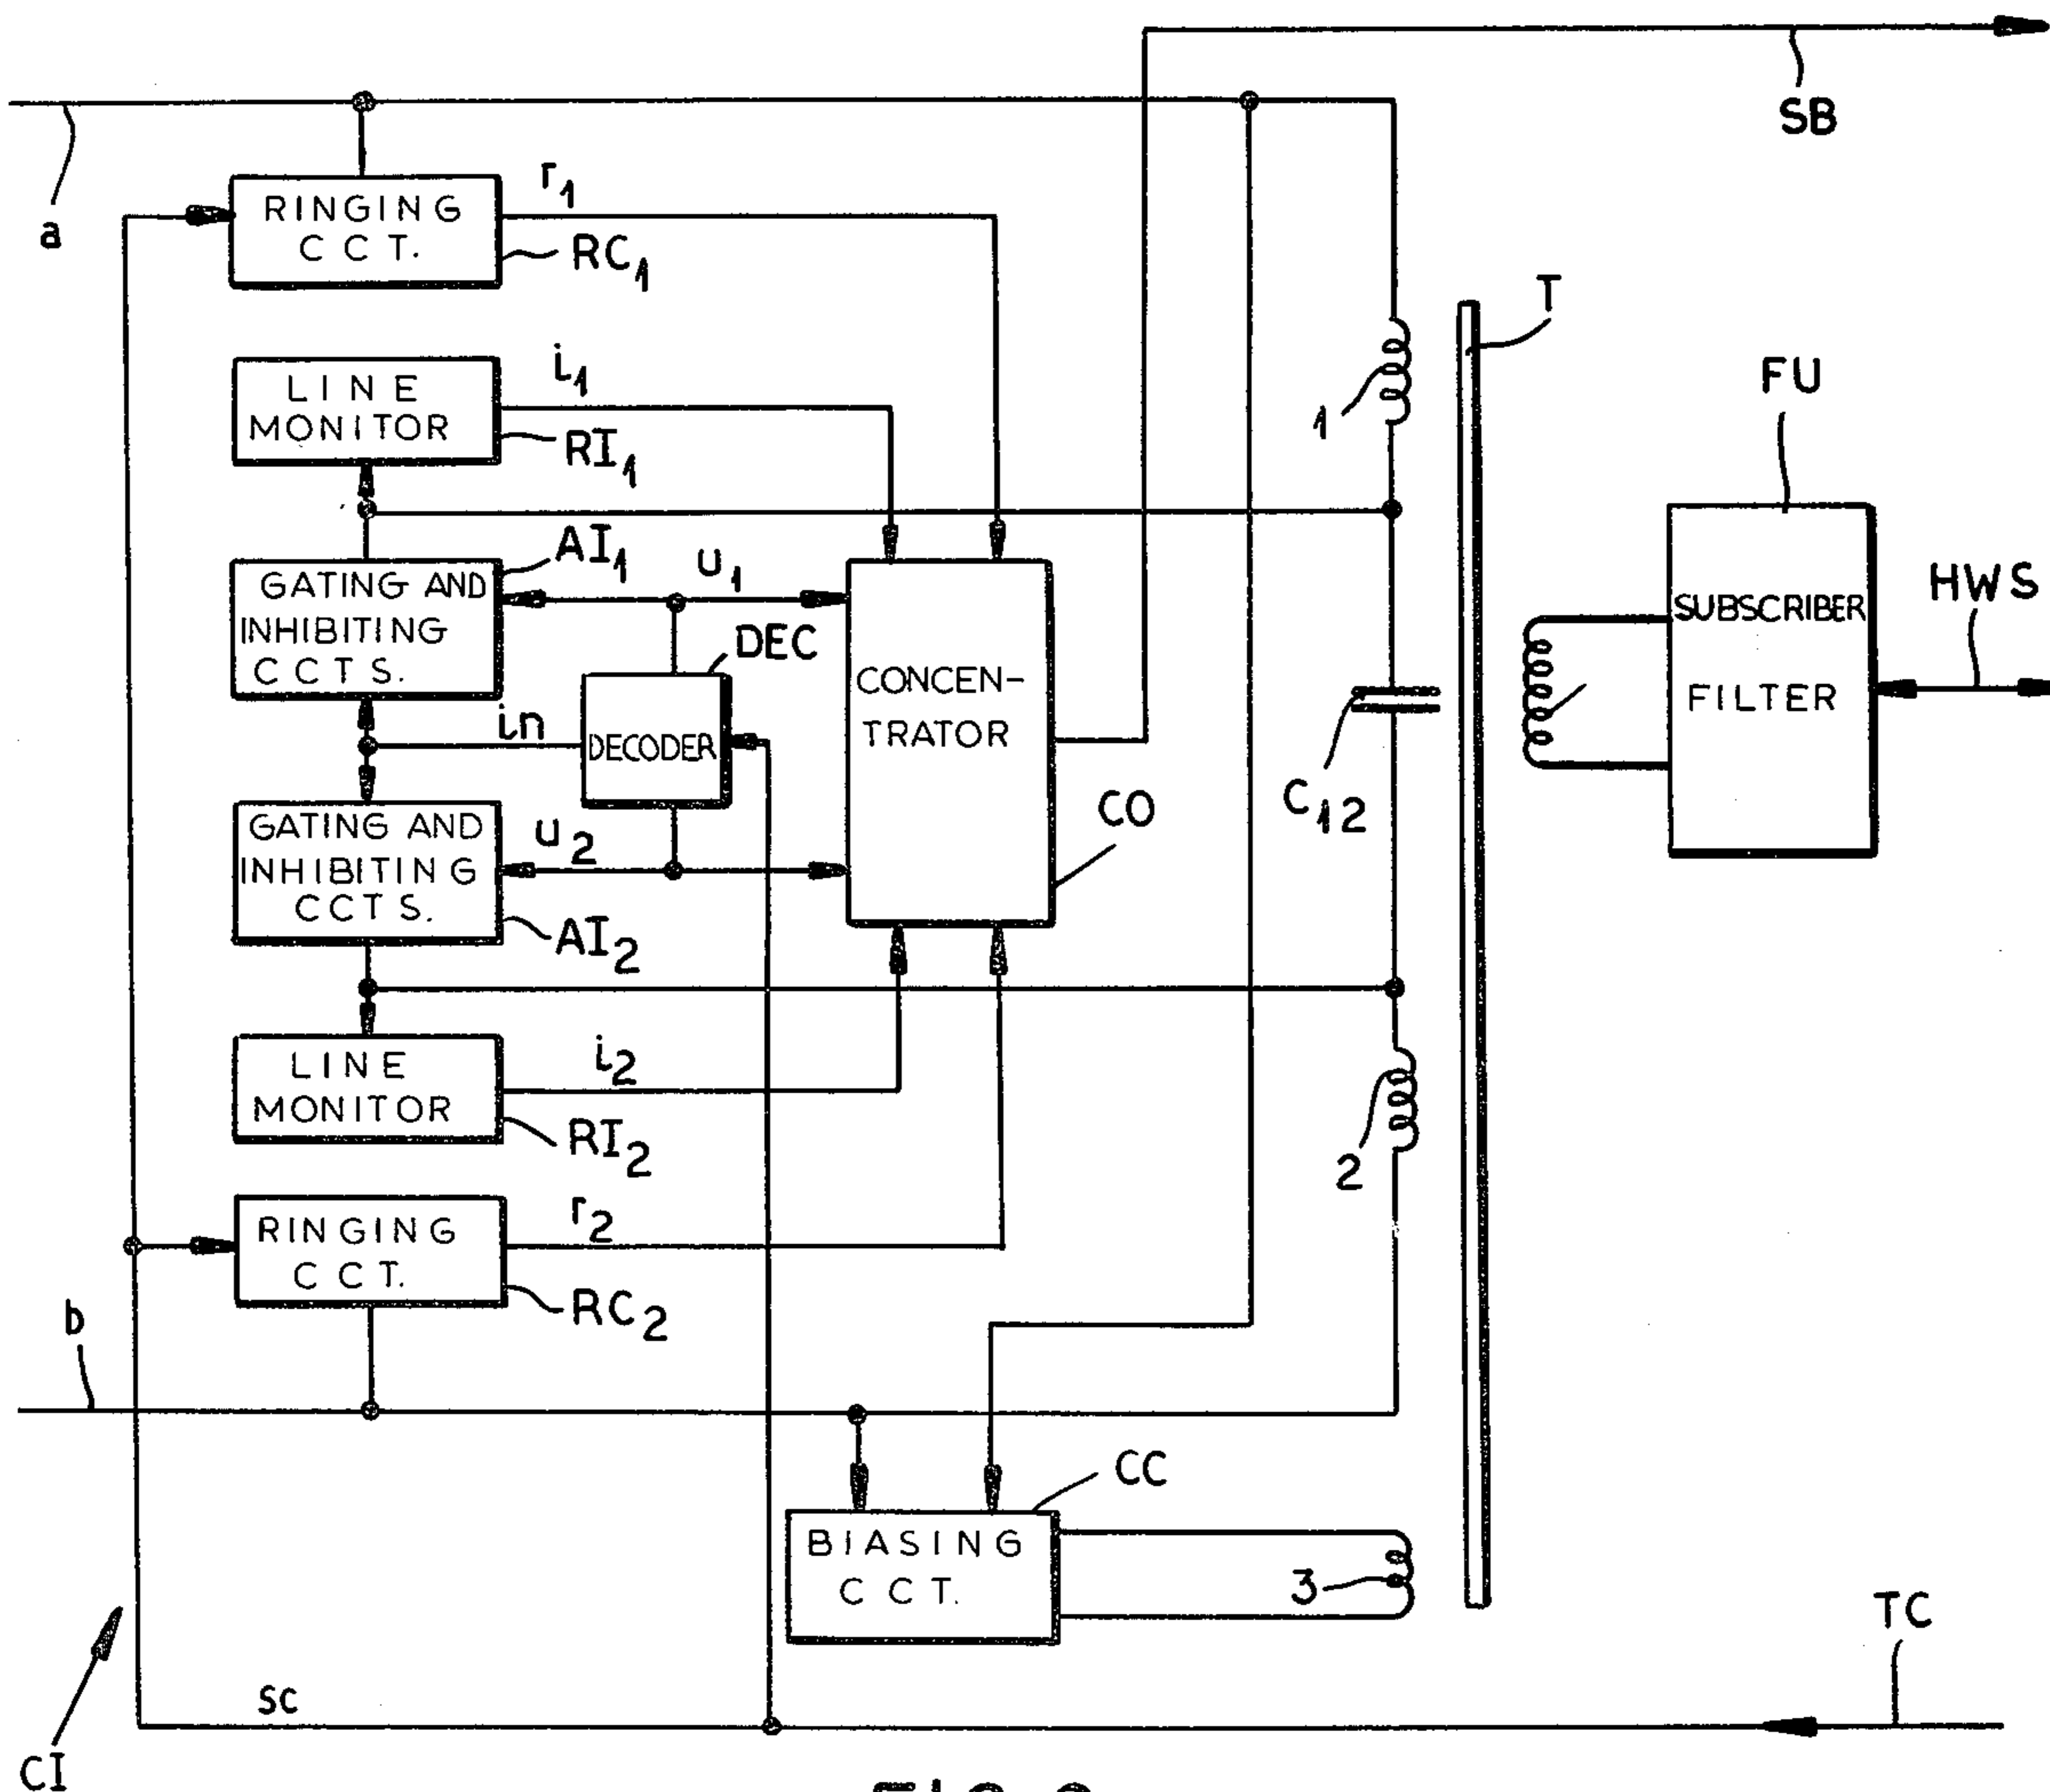 SB
a
RINGING
CCT.
r1
RC1
LINE
MONITOR
i1
RI1
T
FU
1
GATING AND
INHIBITING
CCTS.
AI1
u1
DEC
in
DECODER
CONCEN-
TRATOR
CO
C12
SUBSCRIBER
FILTER
HWS
GATING AND
INHIBITING
CCTS.
u2
AI2
LINE
MONITOR
i2
RI2
2
RINGING
CCT.
r2
RC2
b
CC
BIASING
CCT.
3
TC
sc
CI